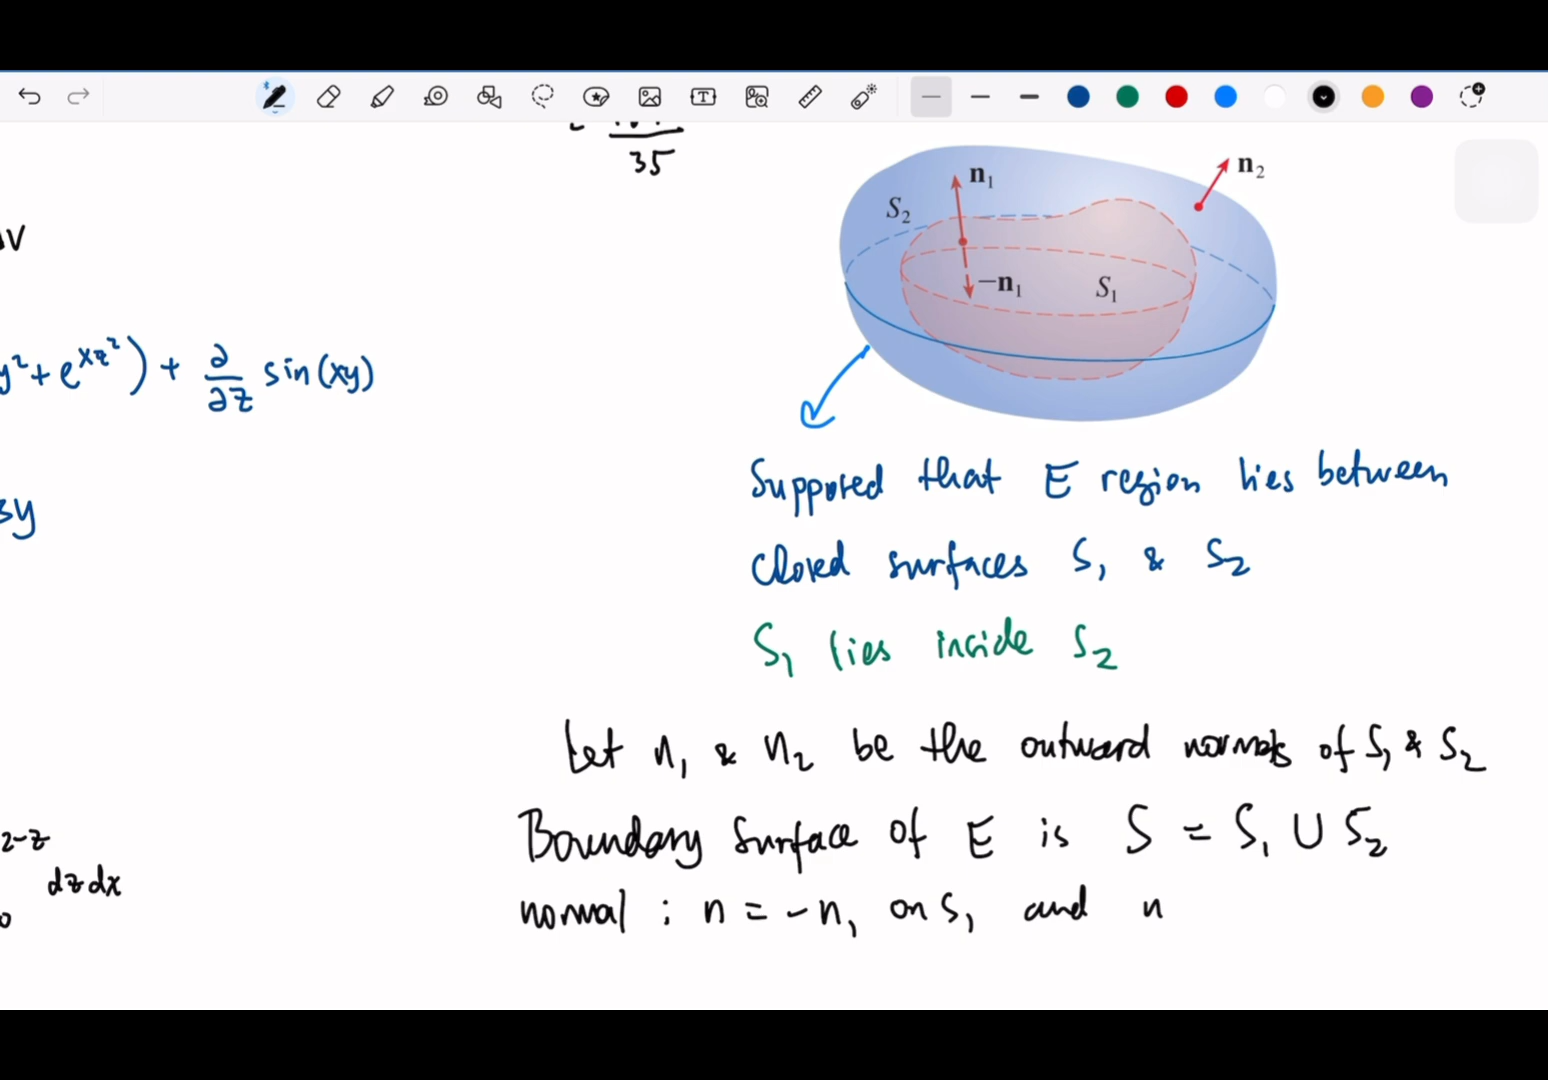 35
n₁
n₂
S₂
ΔV
−n₁
S₁
y² + e^(xz²)) + ∂/∂z sin(xy)
Supposed that E region lies between
3y
closed surfaces S₁ & S₂
S₁ lies inside S₂
Let n₁ & n₂ be the outward normals of S₁ & S₂
Boundary Surface of E is S = S₁ ∪ S₂
2-z
dz dx
normal : n = -n₁ on S₁ and n
0